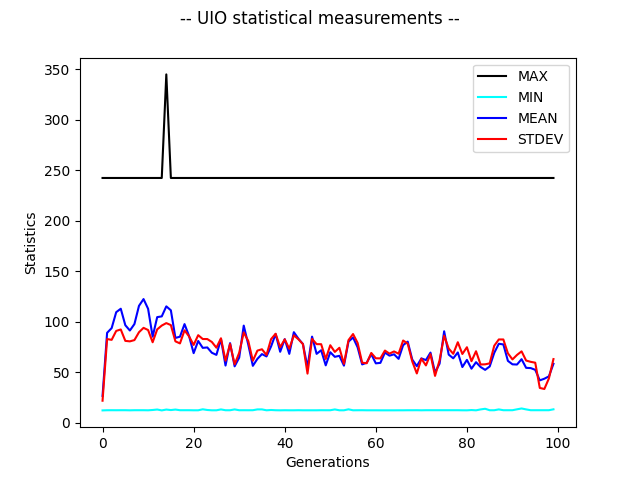 -- UIO statistical measurements --
350
300
250
200
150
100
50
0
Statistics
MAX
MIN
MEAN
STDEV
0 20 40 60 80 100
Generations